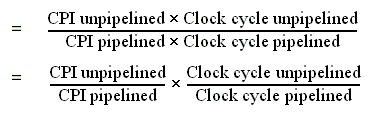 = CPI unpipelined × Clock cycle unpipelined
CPI pipelined × Clock cycle pipelined
= CPI unpipelined × Clock cycle unpipelined
CPI pipelined Clock cycle pipelined